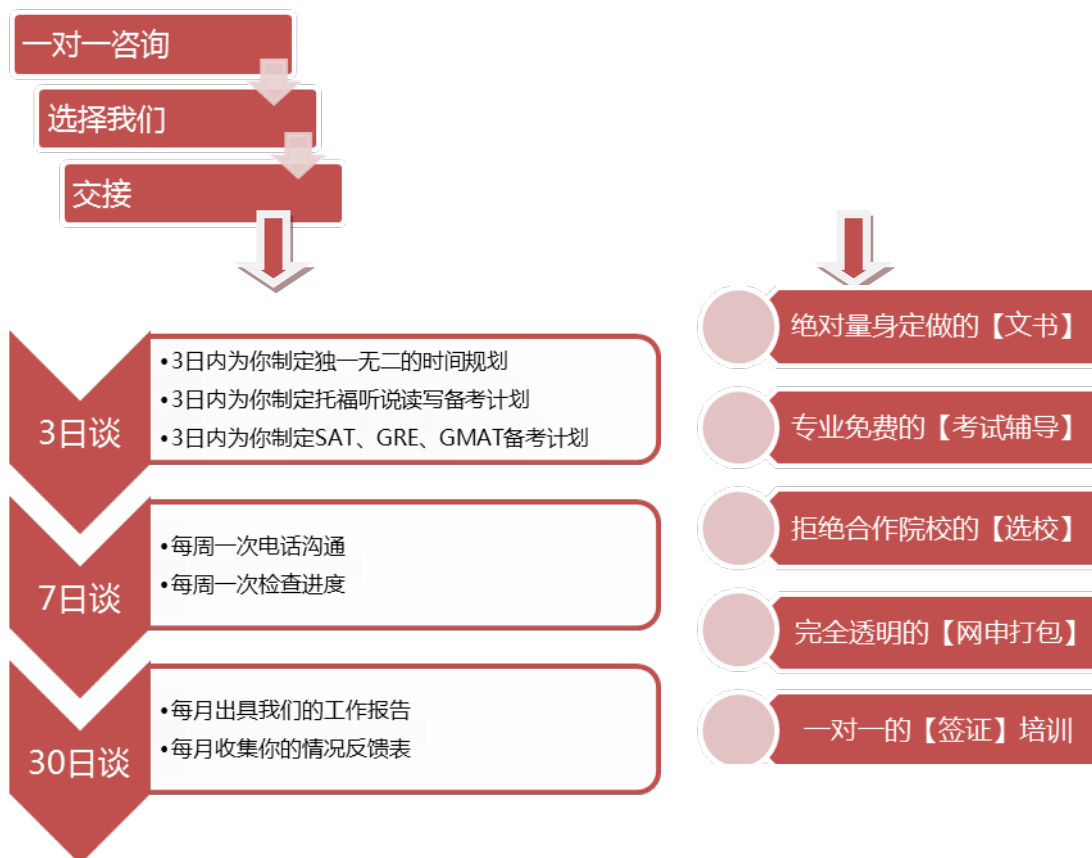 一对一咨询
选择我们
交接
3日谈
•3日内为你制定独一无二的时间规划
•3日内为你制定托福听说读写备考计划
•3日内为你制定SAT、GRE、GMAT备考计划
7日谈
•每周一次电话沟通
•每周一次检查进度
30日谈
•每月出具我们的工作报告
•每月收集你的情况反馈表
绝对量身定做的【文书】
专业免费的【考试辅导】
拒绝合作院校的【选校】
完全透明的【网申打包】
一对一的【签证】培训